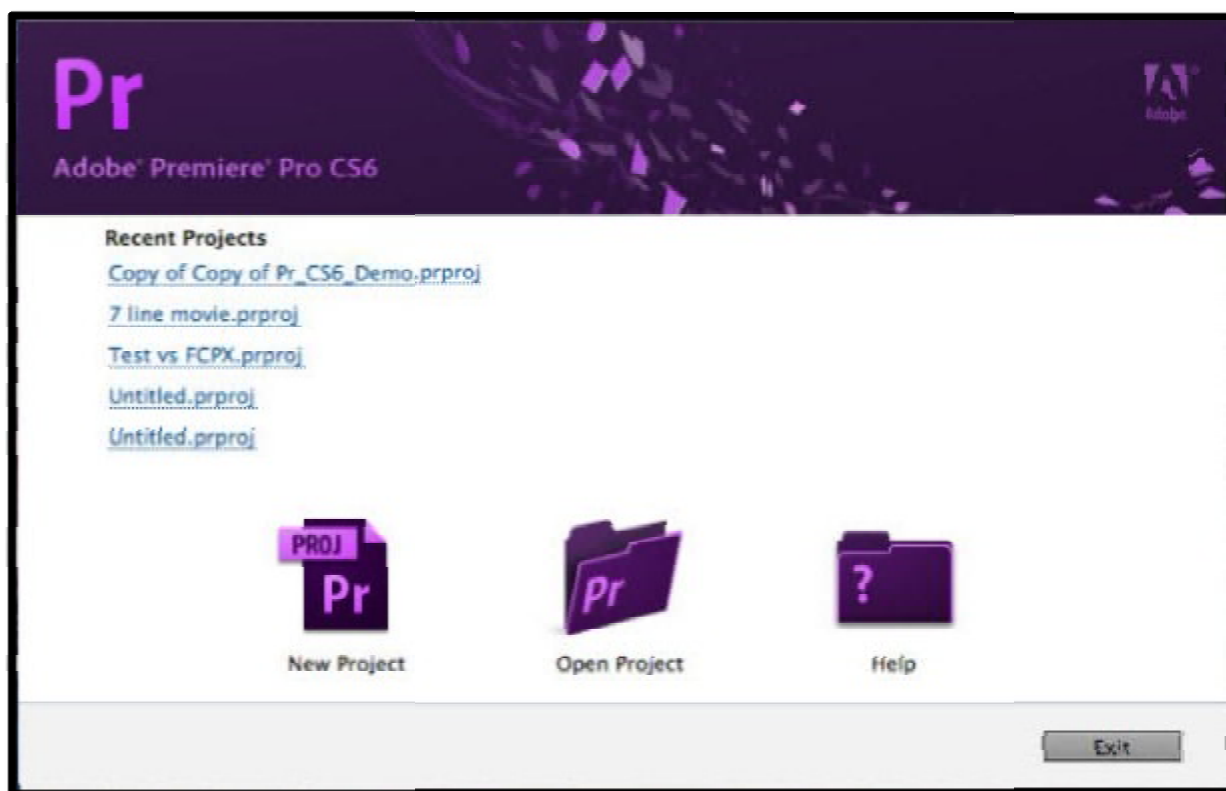 Pr
Adobe
Adobe® Premiere® Pro CS6
Recent Projects
Copy of Copy of Pr_CS6_Demo.prproj
7 line movie.prproj
Test vs FCPX.prproj
Untitled.prproj
Untitled.prproj
PROJ
Pr
Pr
?
New Project
Open Project
Help
Exit